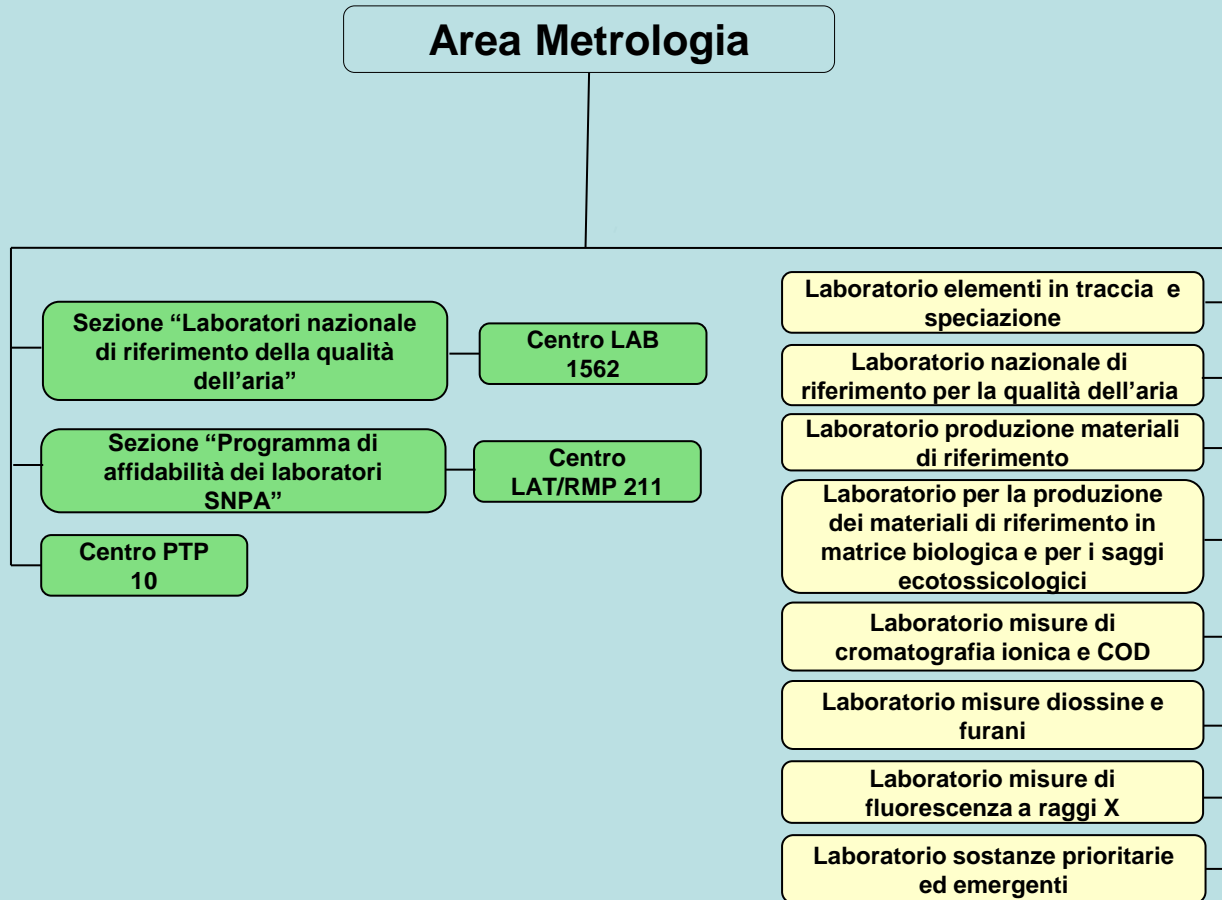 Area Metrologia
Sezione “Laboratori nazionale
di riferimento della qualità
dell’aria”
Centro LAB
1562
Sezione “Programma di
affidabilità dei laboratori
SNPA”
Centro
LAT/RMP 211
Centro PTP
10
Laboratorio elementi in traccia e
speciazione
Laboratorio nazionale di
riferimento per la qualità dell’aria
Laboratorio produzione materiali
di riferimento
Laboratorio per la produzione
dei materiali di riferimento in
matrice biologica e per i saggi
ecotossicologici
Laboratorio misure di
cromatografia ionica e COD
Laboratorio misure diossine e
furani
Laboratorio misure di
fluorescenza a raggi X
Laboratorio sostanze prioritarie
ed emergenti